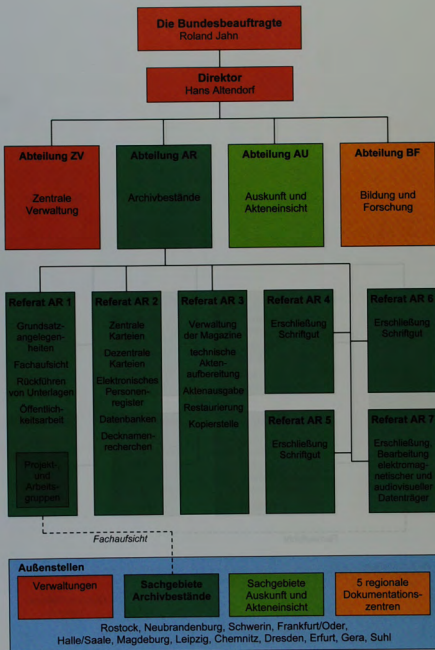 Die Bundesbeauftragte
Roland Jahn
Direktor
Hans Altendorf
Abteilung ZV
Zentrale
Verwaltung
Abteilung AR
Archivbestände
Abteilung AU
Auskunft und
Akteneinsicht
Abteilung BF
Bildung und
Forschung
Referat AR 1
Grundsatz-
angelegen-
heiten
Fachaufsicht
Rückführen
von Unterlagen
Öffentlich-
keitsarbeit
Projekt-
und
Arbeits-
gruppen
Referat AR 2
Zentrale
Karteien
Dezentrale
Karteien
Elektronisches
Personen-
register
Datenbanken
Decknamen-
recherchen
Referat AR 3
Verwaltung
der Magazine
technische
Akten-
aufbereitung
Aktenausgabe
Restaurierung
Kopierstelle
Referat AR 4
Erschließung
Schriftgut
Referat AR 6
Erschließung
Schriftgut
Referat AR 5
Erschließung
Schriftgut
Referat AR 7
Erschließung,
Bearbeitung
elektromag-
netischer und
audiovisueller
Datenträger
Fachaufsicht
Außenstellen
Verwaltungen
Sachgebiete
Archivbestände
Sachgebiete
Auskunft und
Akteneinsicht
5 regionale
Dokumentations-
zentren
Rostock, Neubrandenburg, Schwerin, Frankfurt/Oder,
Halle/Saale, Magdeburg, Leipzig, Chemnitz, Dresden, Erfurt, Gera, Suhl